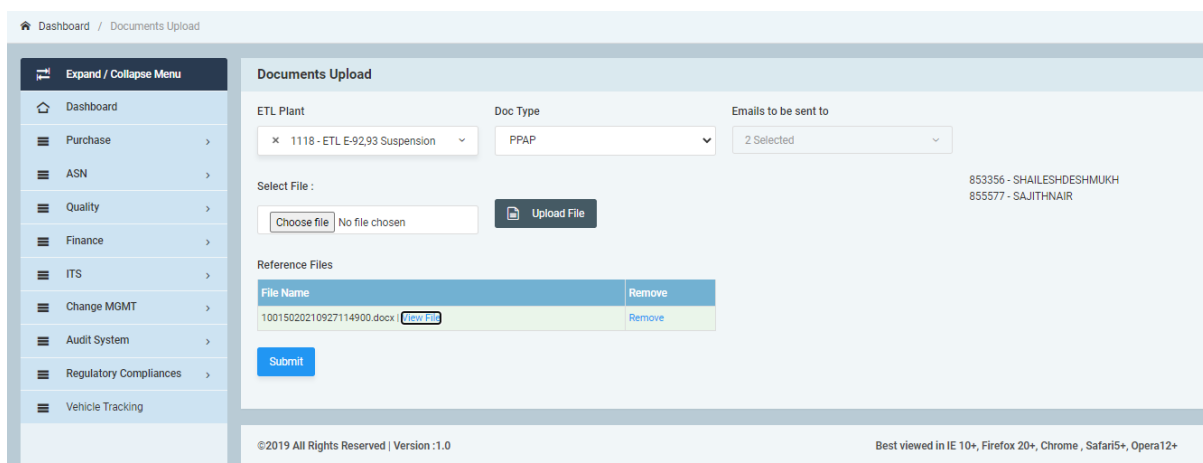 Dashboard / Documents Upload
Expand / Collapse Menu
Dashboard
Purchase
ASN
Quality
Finance
ITS
Change MGMT
Audit System
Regulatory Compliances
Vehicle Tracking
Documents Upload
ETL Plant
Doc Type
Emails to be sent to
× 1118 - ETL E-92,93 Suspension
PPAP
2 Selected
853356 - SHAILESHDESHMUKH
855577 - SAJITHNAIR
Select File :
Choose file No file chosen
Upload File
Reference Files
File Name Remove
10015020210927114900.docx | View File Remove
Submit
©2019 All Rights Reserved | Version :1.0
Best viewed in IE 10+, Firefox 20+, Chrome , Safari5+, Opera12+